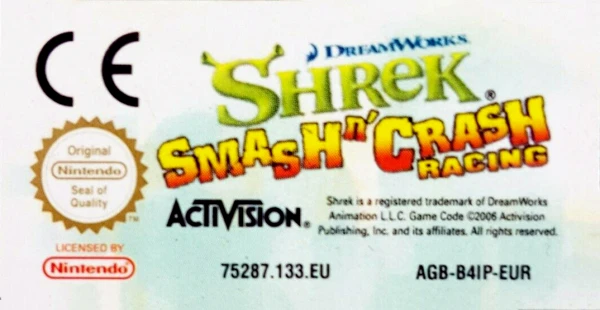 CE
DREAMWORKS
SHREK®
SMASH n' CRASH
RACING
Original
Nintendo
Seal of
Quality
™
ACTIVISION®
Shrek is a registered trademark of DreamWorks
Animation L.L.C. Game Code ©2006 Activision
Publishing, Inc. and its affiliates. All rights reserved.
LICENSED BY
Nintendo
75287.133.EU
AGB-B4IP-EUR